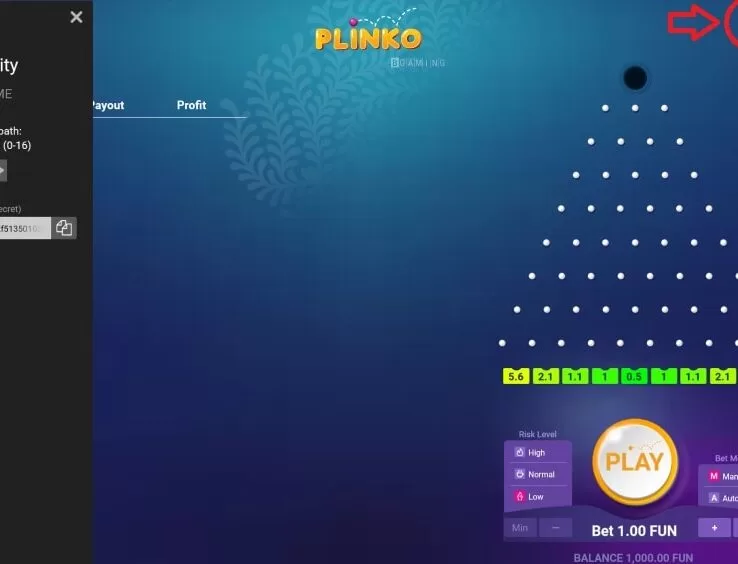 PLINKO
BGAMING
ity
ME
Payout Profit
path:
(0-16)
ecret)
f5135010
5.6 2.1 1.1 1 0.5 1 1.1 2.1
Risk Level
High
Normal
Low
PLAY
Bet M
M Man
A Auto
Min − Bet 1.00 FUN +
BALANCE 1,000.00 FUN